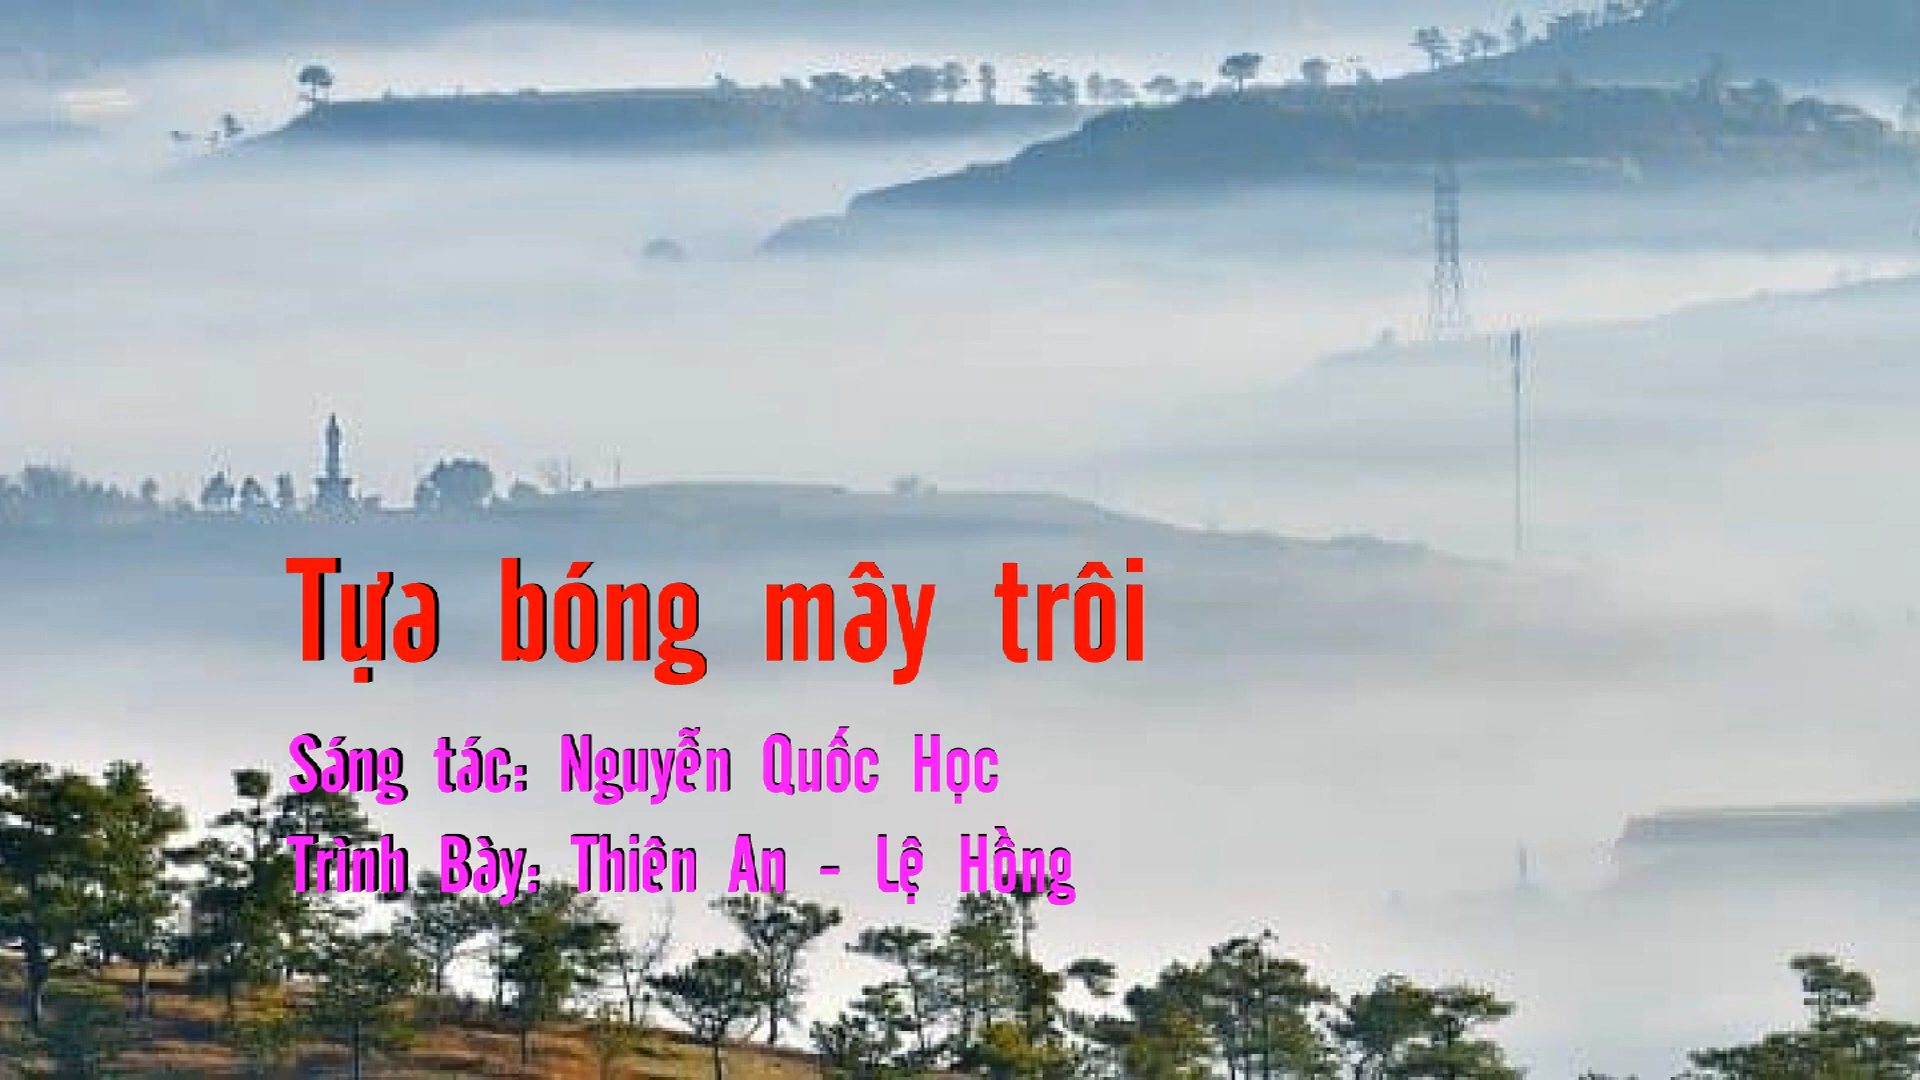 Tựa bóng mây trôi
Sáng tác: Nguyễn Quốc Học
Trình Bày: Thiên An - Lệ Hồng